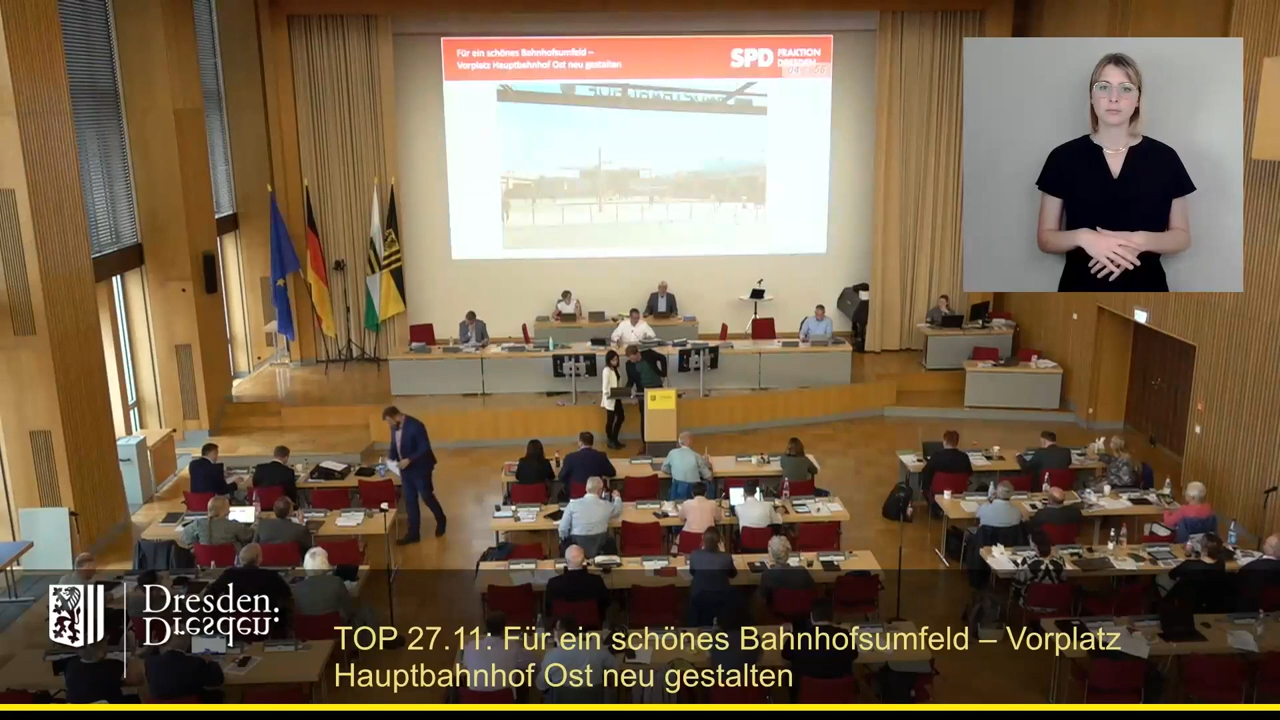 Für ein schönes Bahnhofsumfeld –
Vorplatz Hauptbahnhof Ost neu gestalten
SPD FRAKTION
DRESDEN
Dresden.
Dresden.
TOP 27.11: Für ein schönes Bahnhofsumfeld – Vorplatz
Hauptbahnhof Ost neu gestalten